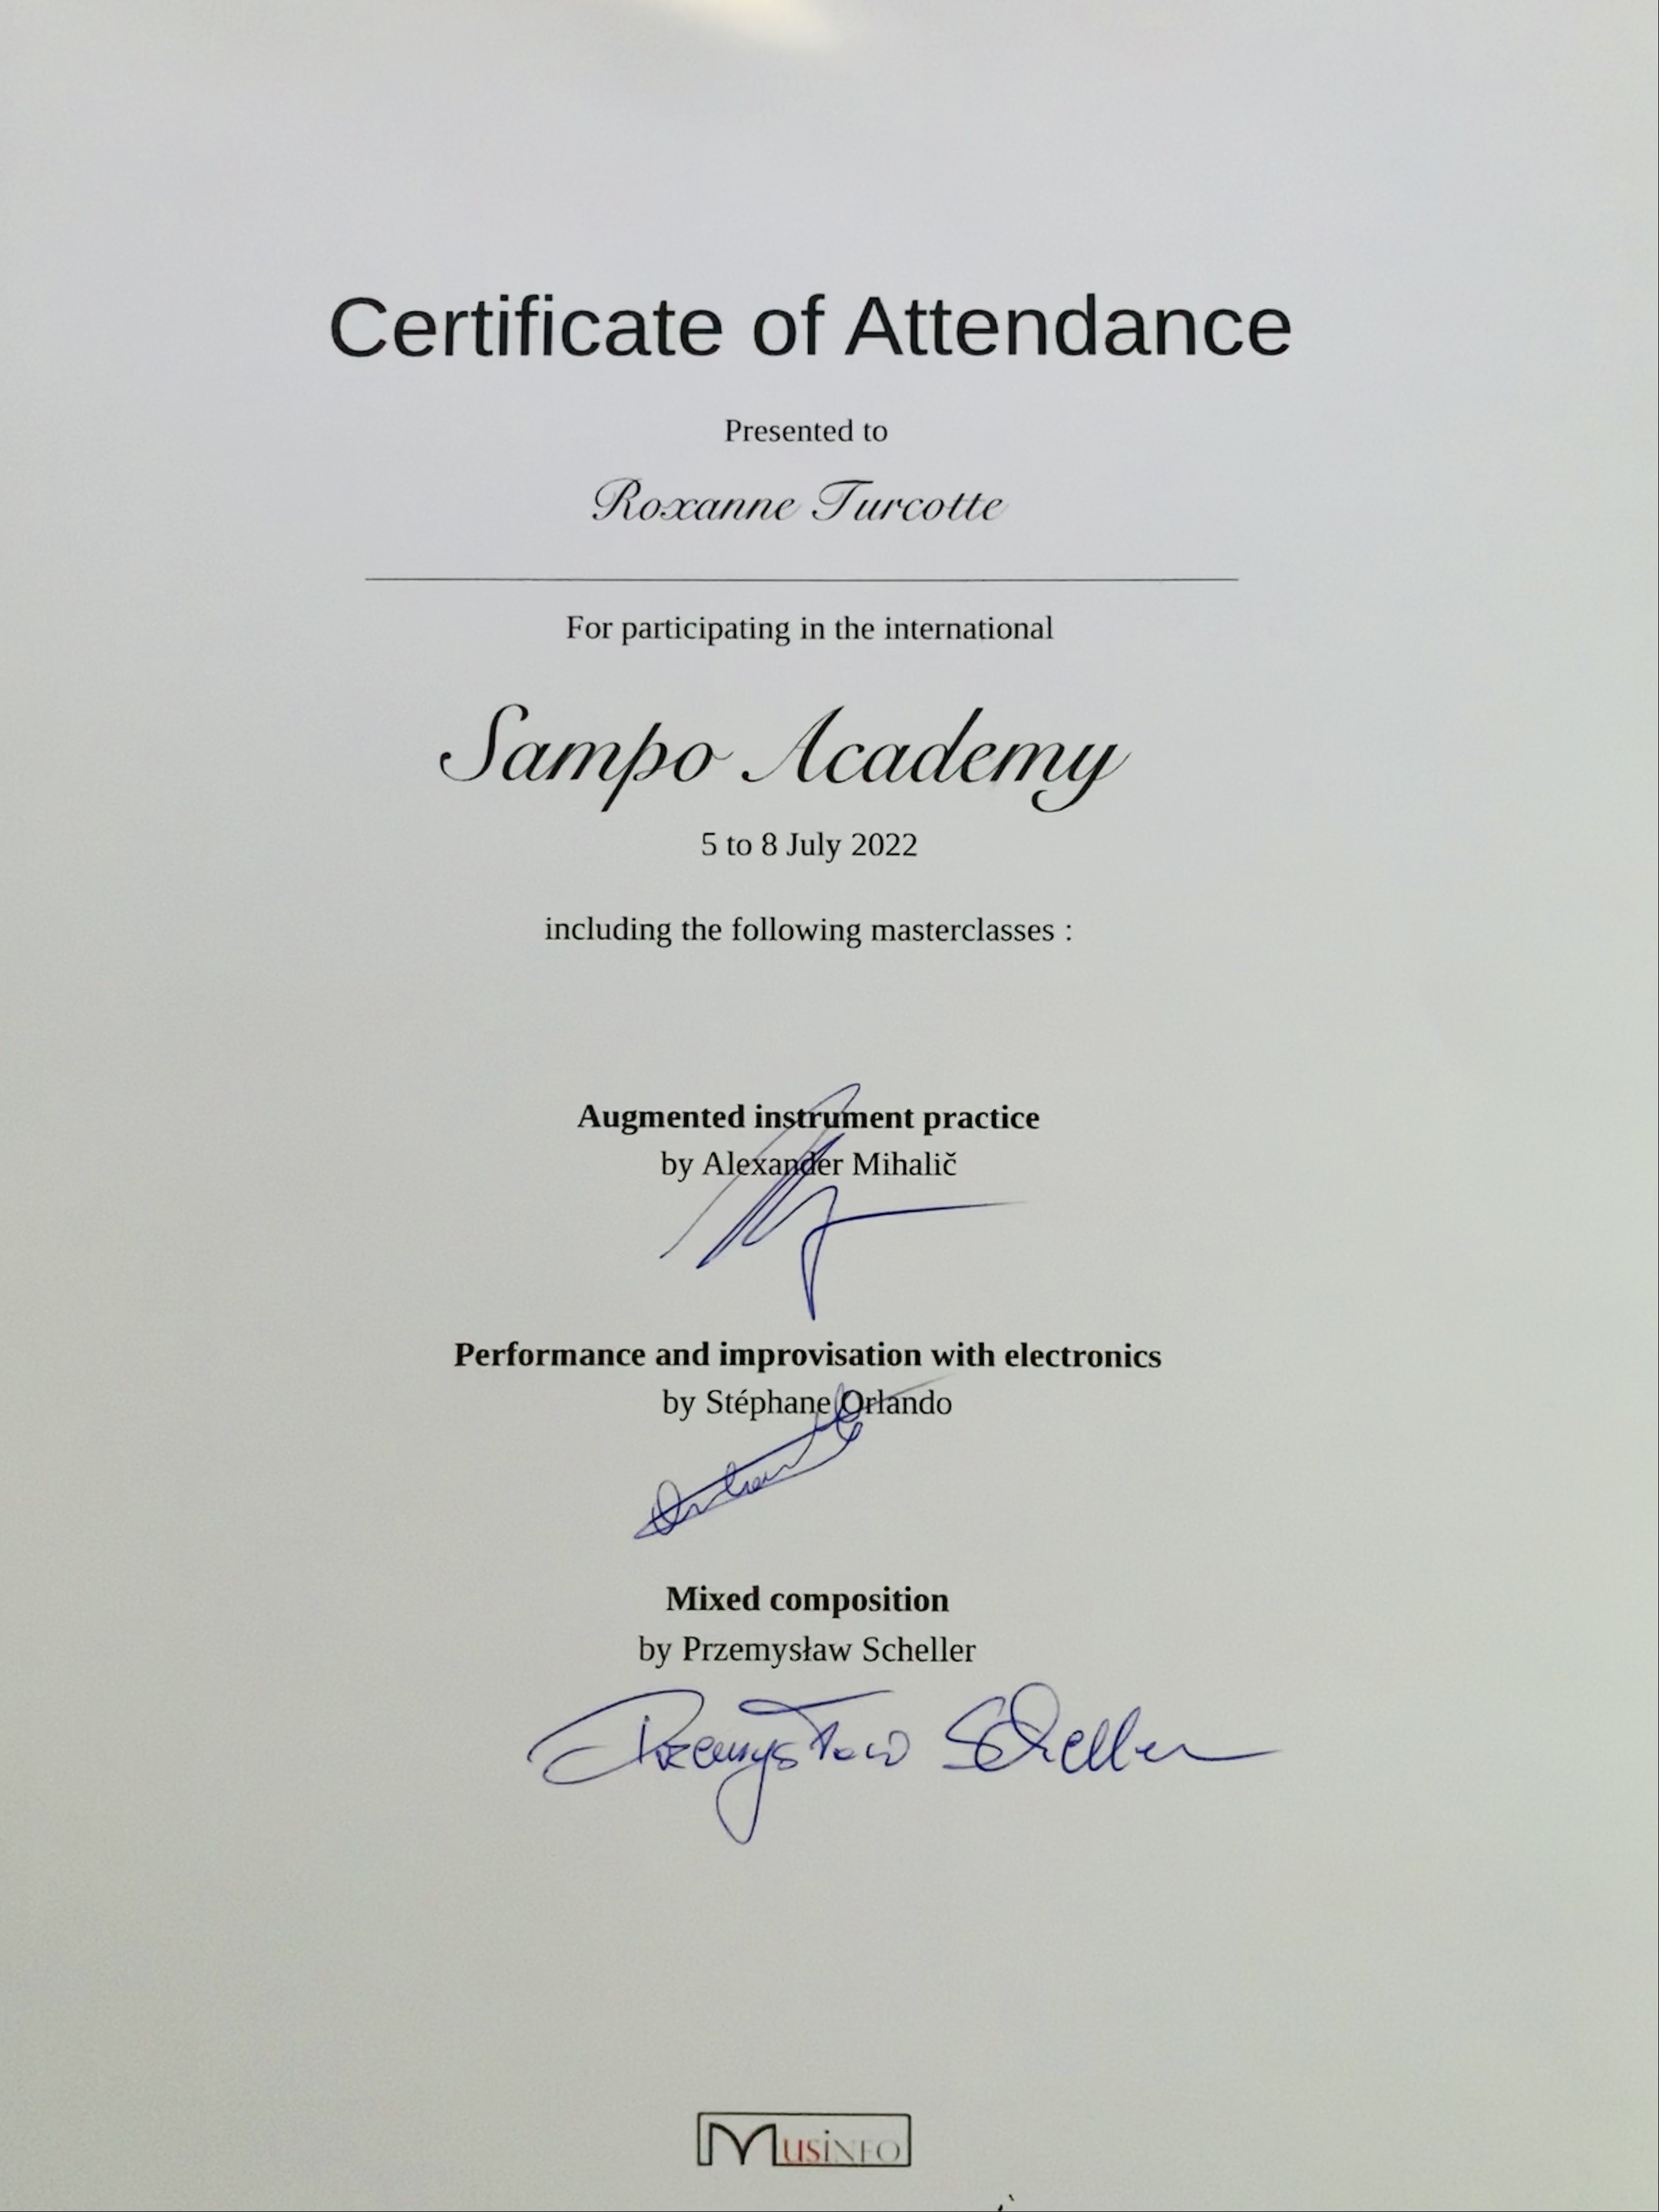 Certificate of Attendance
Presented to
Roxanne Turcotte
For participating in the international
Sampo Academy
5 to 8 July 2022
including the following masterclasses :
Augmented instrument practice
by Alexander Mihalič
Performance and improvisation with electronics
by Stéphane Orlando
Mixed composition
by Przemysław Scheller
Przemysław Scheller
MUSINFO